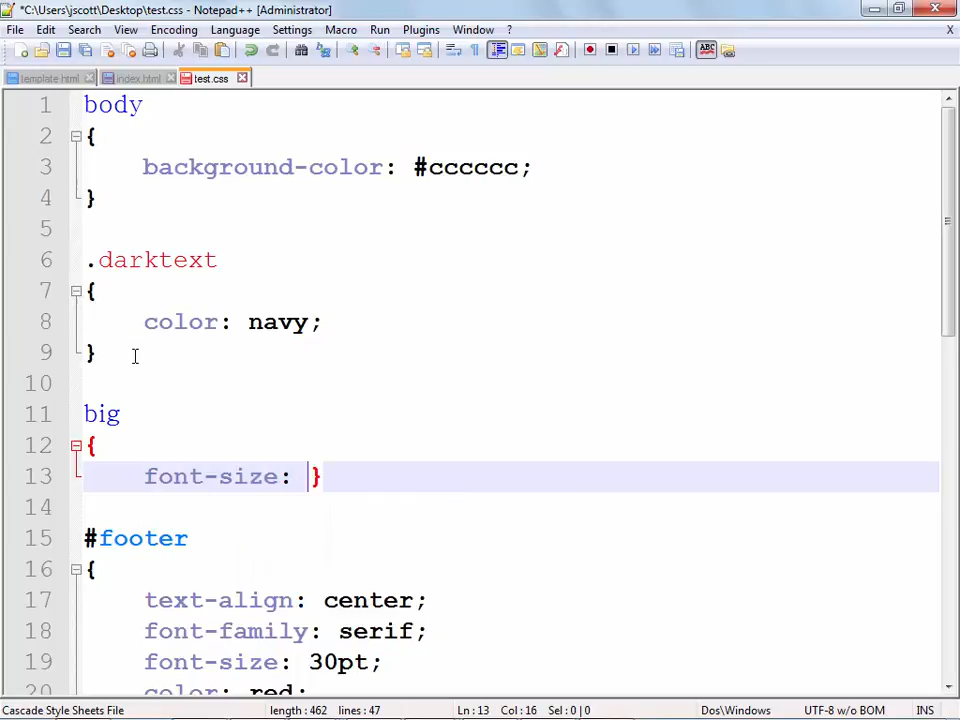 *C:\Users\jscott\Desktop\test.css - Notepad++ [Administrator]
File Edit Search View Encoding Language Settings Macro Run Plugins Window ? X
template.html index.html test.css
1 body
2 {
3 background-color: #cccccc;
4 }
5
6 .darktext
7 {
8 color: navy;
9 }
10
11 big
12 {
13 font-size: }
14
15 #footer
16 {
17 text-align: center;
18 font-family: serif;
19 font-size: 30pt;
20 color: red;
Cascade Style Sheets File length : 462 lines : 47 Ln : 13 Col : 16 Sel : 0 | 0 Dos\Windows UTF-8 w/o BOM INS